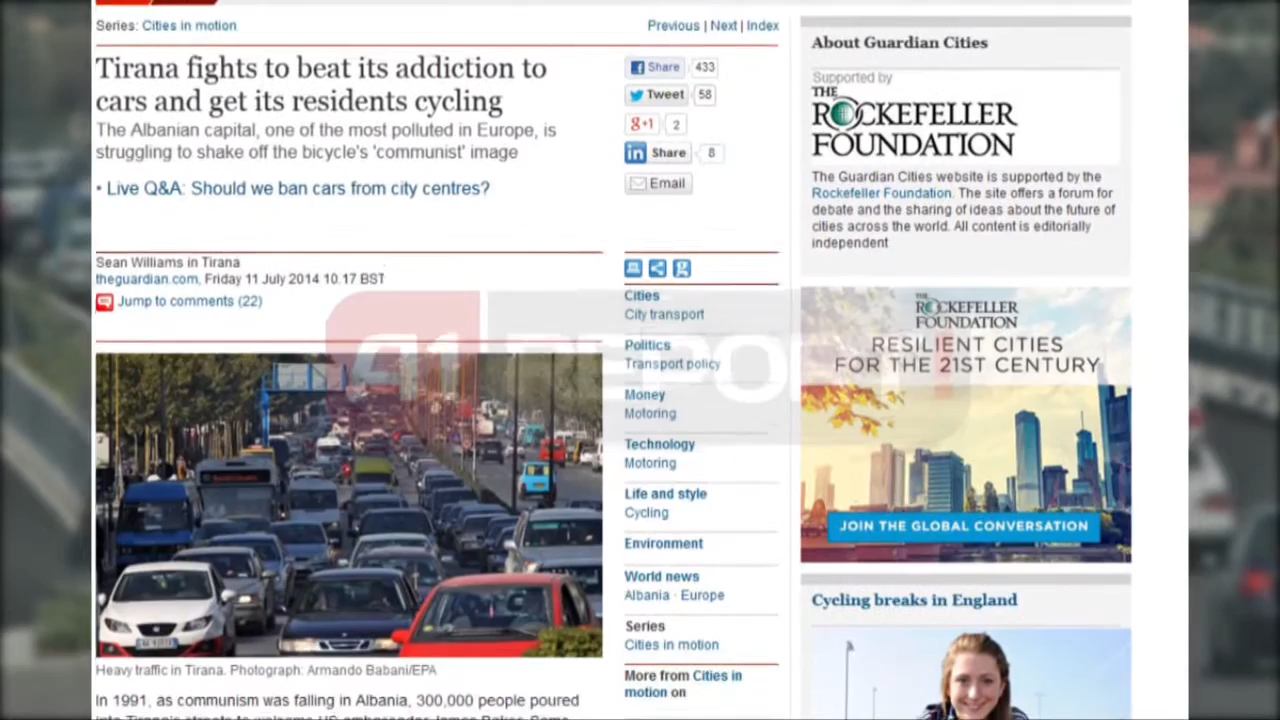 Series: Cities in motion
Previous | Next | Index
Tirana fights to beat its addiction to
cars and get its residents cycling
The Albanian capital, one of the most polluted in Europe, is
struggling to shake off the bicycle's 'communist' image
• Live Q&A: Should we ban cars from city centres?
Share 433
Tweet 58
g+1 2
in Share 8
Email
Sean Williams in Tirana
theguardian.com, Friday 11 July 2014 10.17 BST
Jump to comments (22)
Heavy traffic in Tirana. Photograph: Armando Babani/EPA
In 1991, as communism was falling in Albania, 300,000 people poured
Cities
City transport
Politics
Transport policy
Money
Motoring
Technology
Motoring
Life and style
Cycling
Environment
World news
Albania · Europe
Series
Cities in motion
More from Cities in
motion on
About Guardian Cities
Supported by
THE
ROCKEFELLER
FOUNDATION
The Guardian Cities website is supported by the
Rockefeller Foundation. The site offers a forum for
debate and the sharing of ideas about the future of
cities across the world. All content is editorially
independent
THE
ROCKEFELLER
FOUNDATION
RESILIENT CITIES
FOR THE 21ST CENTURY
JOIN THE GLOBAL CONVERSATION
Cycling breaks in England